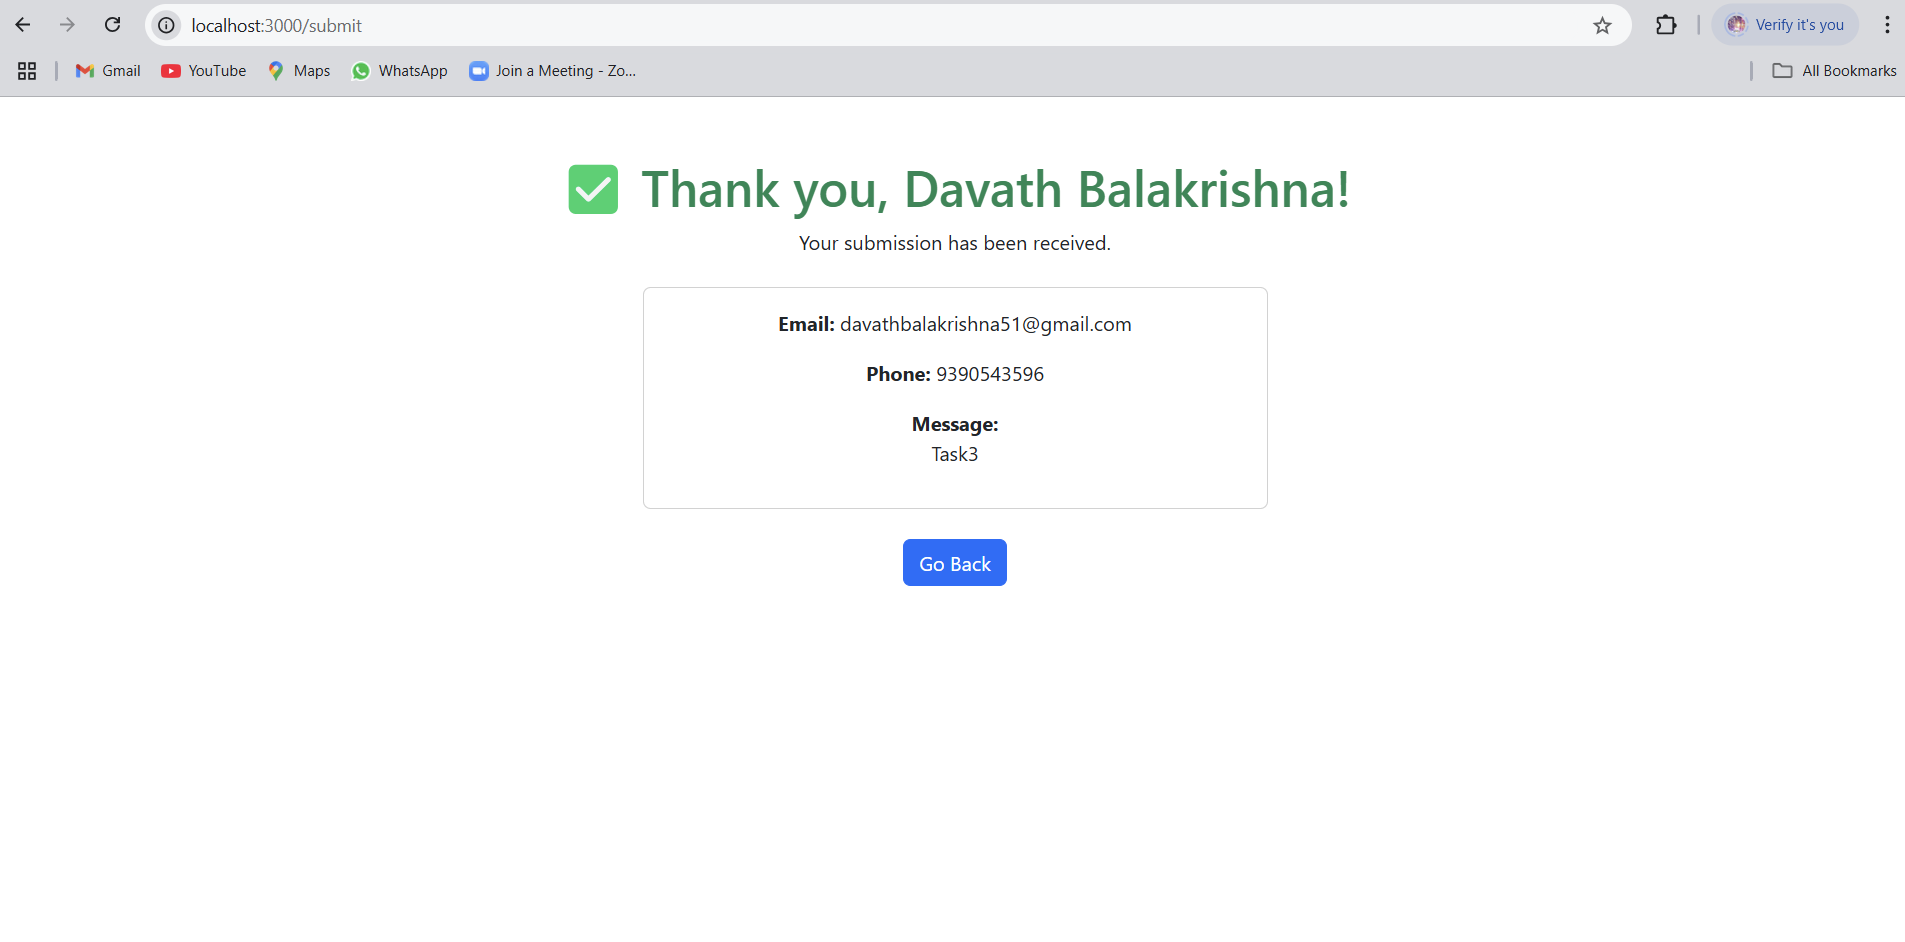 localhost:3000/submit
Verify it's you
Gmail
YouTube
Maps
WhatsApp
Join a Meeting - Zo...
All Bookmarks
Thank you, Davath Balakrishna!
Your submission has been received.
Email: davathbalakrishna51@gmail.com
Phone: 9390543596
Message:
Task3
Go Back